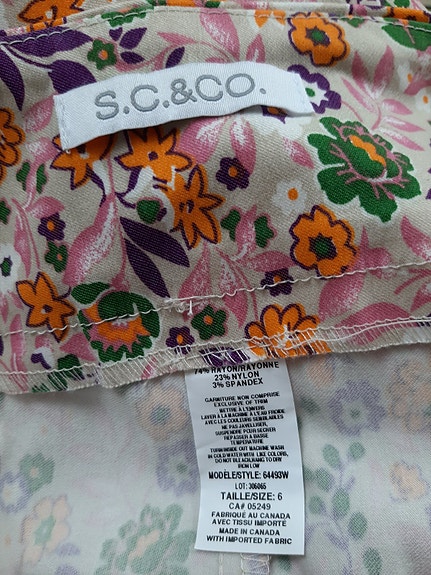 S.C.&CO.
74% RAYON/RAYONNE
23% NYLON
3% SPANDEX
GARNITURE NON COMPRISE
EXCLUSIVE OF TRIM
METTRE À L'ENVERS
LAVER À LA MACHINE À L'EAU FROIDE
AVEC LES COULEURS SEMBLABLES
NE PAS JAVELLISER,
SUSPENDRE POUR SÉCHER
REPASSER À BASSE
TEMPÉRATURE
TURN INSIDE OUT MACHINE WASH
IN COLD WATER WITH LIKE COLORS,
DO NOT BLEACH, HANG TO DRY
IRON LOW
MODÈLE/STYLE: 64493W
LOT: 306065
TAILLE/SIZE: 6
CA# 05249
FABRIQUÉ AU CANADA
AVEC TISSU IMPORTÉ
MADE IN CANADA
WITH IMPORTED FABRIC